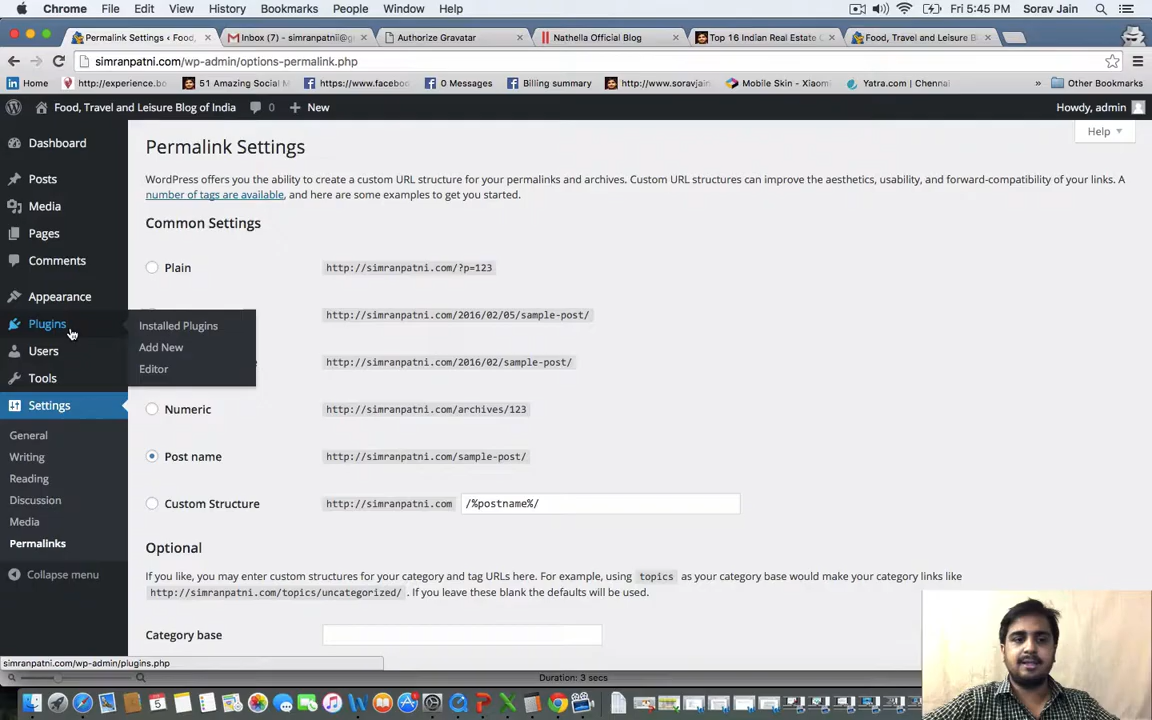 Chrome File Edit View History Bookmarks People Window Help Fri 5:45 PM Sorav Jain
Permalink Settings ‹ Food, Inbox (7) - simranpatnii@g Authorize Gravatar Nathella Official Blog Top 16 Indian Real Estate C Food, Travel and Leisure B
simranpatni.com/wp-admin/options-permalink.php
Home http://experience.bo 51 Amazing Social M https://www.faceboo 0 Messages Billing summary http://www.soravjain Mobile Skin - Xiaom Yatra.com | Chennai » Other Bookmarks
Food, Travel and Leisure Blog of India 0 New Howdy, admin
Help
Dashboard
Posts
Media
Pages
Comments
Appearance
Plugins
Installed Plugins
Add New
Editor
Users
Tools
Settings
General
Writing
Reading
Discussion
Media
Permalinks
Collapse menu
Permalink Settings
WordPress offers you the ability to create a custom URL structure for your permalinks and archives. Custom URL structures can improve the aesthetics, usability, and forward-compatibility of your links. A
number of tags are available, and here are some examples to get you started.
Common Settings
Plain http://simranpatni.com/?p=123
http://simranpatni.com/2016/02/05/sample-post/
http://simranpatni.com/2016/02/sample-post/
Numeric http://simranpatni.com/archives/123
Post name http://simranpatni.com/sample-post/
Custom Structure http://simranpatni.com /%postname%/
Optional
If you like, you may enter custom structures for your category and tag URLs here. For example, using topics as your category base would make your category links like
http://simranpatni.com/topics/uncategorized/ . If you leave these blank the defaults will be used.
Category base
simranpatni.com/wp-admin/plugins.php
Duration: 3 secs